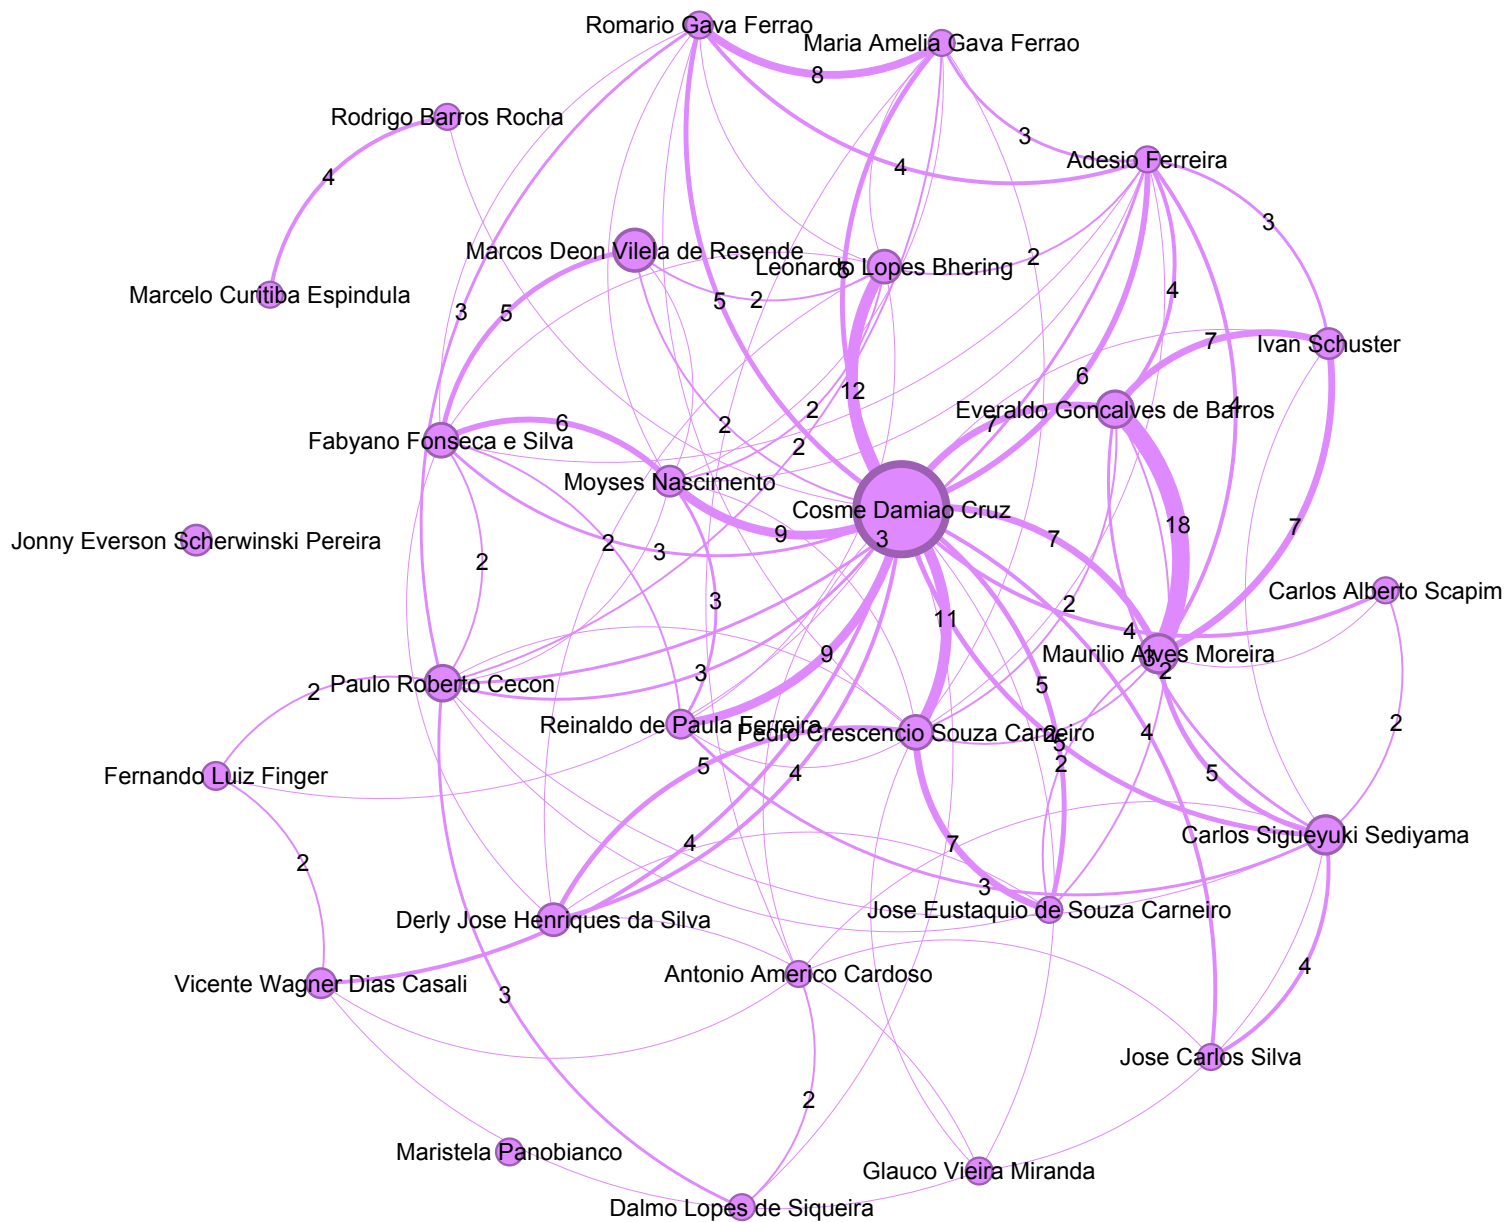 Romario Gava Ferrao
Maria Amelia Gava Ferrao
8
Rodrigo Barros Rocha
3
Adesio Ferreira
4
4
3
Marcos Deon Vilela de Resende
2
Leonardo Lopes Bhering
5
Marcelo Curitiba Espindula
4
2
5
3
5
7
Ivan Schuster
6
12
Everaldo Goncalves de Barros
4
2
6
2
7
Fabyano Fonseca e Silva
2
Moyses Nascimento
Cosme Damiao Cruz
18
7
9
3
7
Jonny Everson Scherwinski Pereira
2
3
2
Carlos Alberto Scapim
3
2
11
4
9
Maurilio Alves Moreira
3
2
3
Paulo Roberto Cecon
2
5
Reinaldo de Paula Ferreira
Pedro Crescencio Souza Carneiro
2
5
4
2
Fernando Luiz Finger
5
4
2
5
Carlos Sigueyuki Sediyama
4
7
2
3
Derly Jose Henriques da Silva
Jose Eustaquio de Souza Carneiro
Antonio Americo Cardoso
4
Vicente Wagner Dias Casali
3
Jose Carlos Silva
2
Maristela Panobianco
Glauco Vieira Miranda
Dalmo Lopes de Siqueira